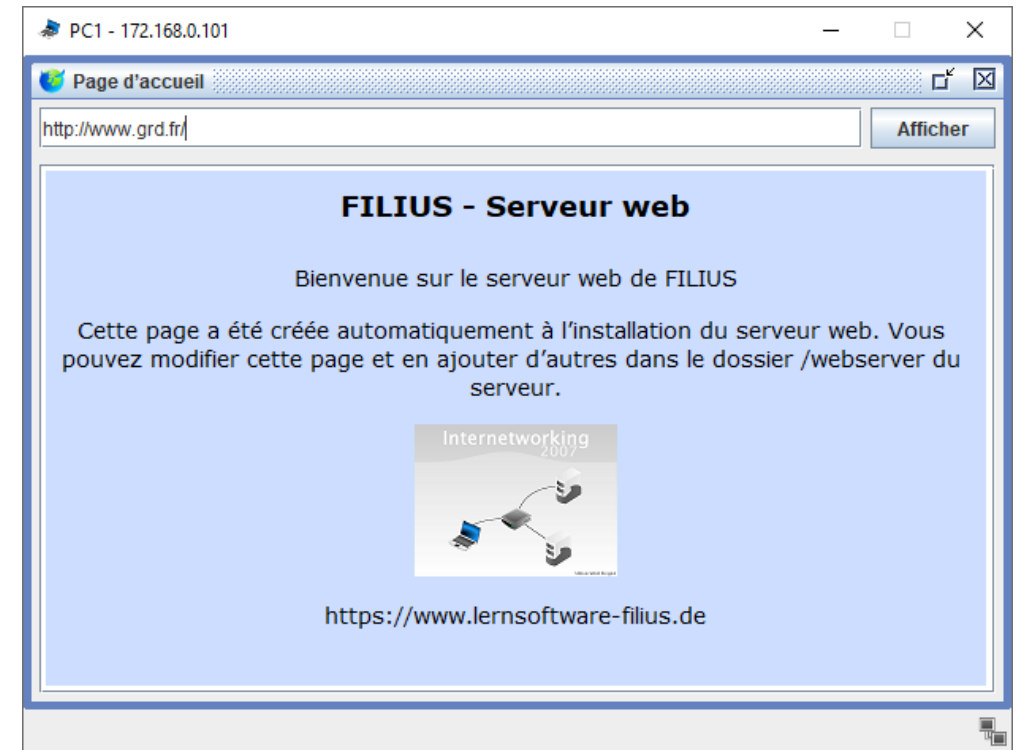 PC1 - 172.168.0.101
Page d'accueil
http://www.grd.fr/
Afficher
FILIUS - Serveur web
Bienvenue sur le serveur web de FILIUS
Cette page a été créée automatiquement à l'installation du serveur web. Vous
pouvez modifier cette page et en ajouter d'autres dans le dossier /webserver du
serveur.
Internetworking
2007
https://www.lernsoftware-filius.de